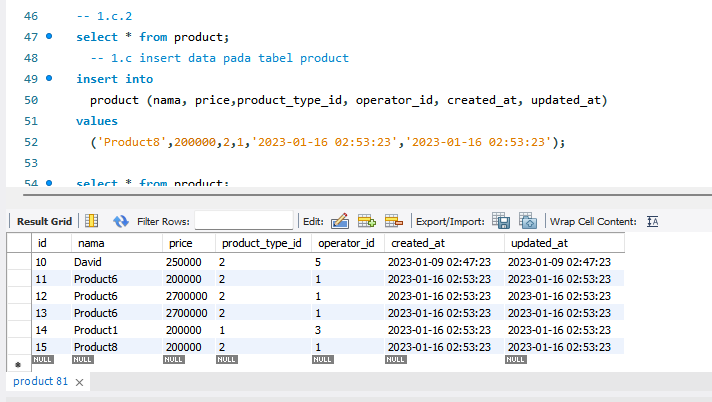 46 -- 1.c.2
47 select * from product;
48 -- 1.c insert data pada tabel product
49 insert into
50 product (nama, price,product_type_id, operator_id, created_at, updated_at)
51 values
52 ('Product8',200000,2,1,'2023-01-16 02:53:23','2023-01-16 02:53:23');
53
54 select * from product;
Result Grid Filter Rows: Edit: Export/Import: Wrap Cell Content: IA
id nama price product_type_id operator_id created_at updated_at
10 David 250000 2 5 2023-01-09 02:47:23 2023-01-09 02:47:23
11 Product6 200000 2 1 2023-01-16 02:53:23 2023-01-16 02:53:23
12 Product6 2700000 2 1 2023-01-16 02:53:23 2023-01-16 02:53:23
13 Product6 2700000 2 1 2023-01-16 02:53:23 2023-01-16 02:53:23
14 Product1 200000 1 3 2023-01-16 02:53:23 2023-01-16 02:53:23
15 Product8 200000 2 1 2023-01-16 02:53:23 2023-01-16 02:53:23
NULL NULL NULL NULL NULL NULL NULL
product 81